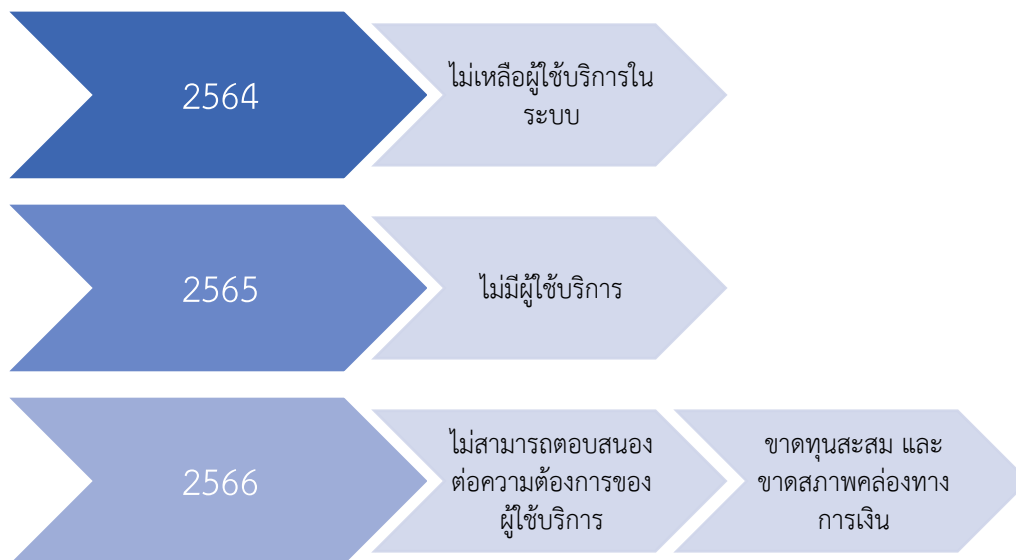 2564
ไม่เหลือผู้ใช้บริการใน
ระบบ
2565
ไม่มีผู้ใช้บริการ
2566
ไม่สามารถตอบสนอง
ต่อความต้องการของ
ผู้ใช้บริการ
ขาดทุนสะสม และ
ขาดสภาพคล่องทาง
การเงิน